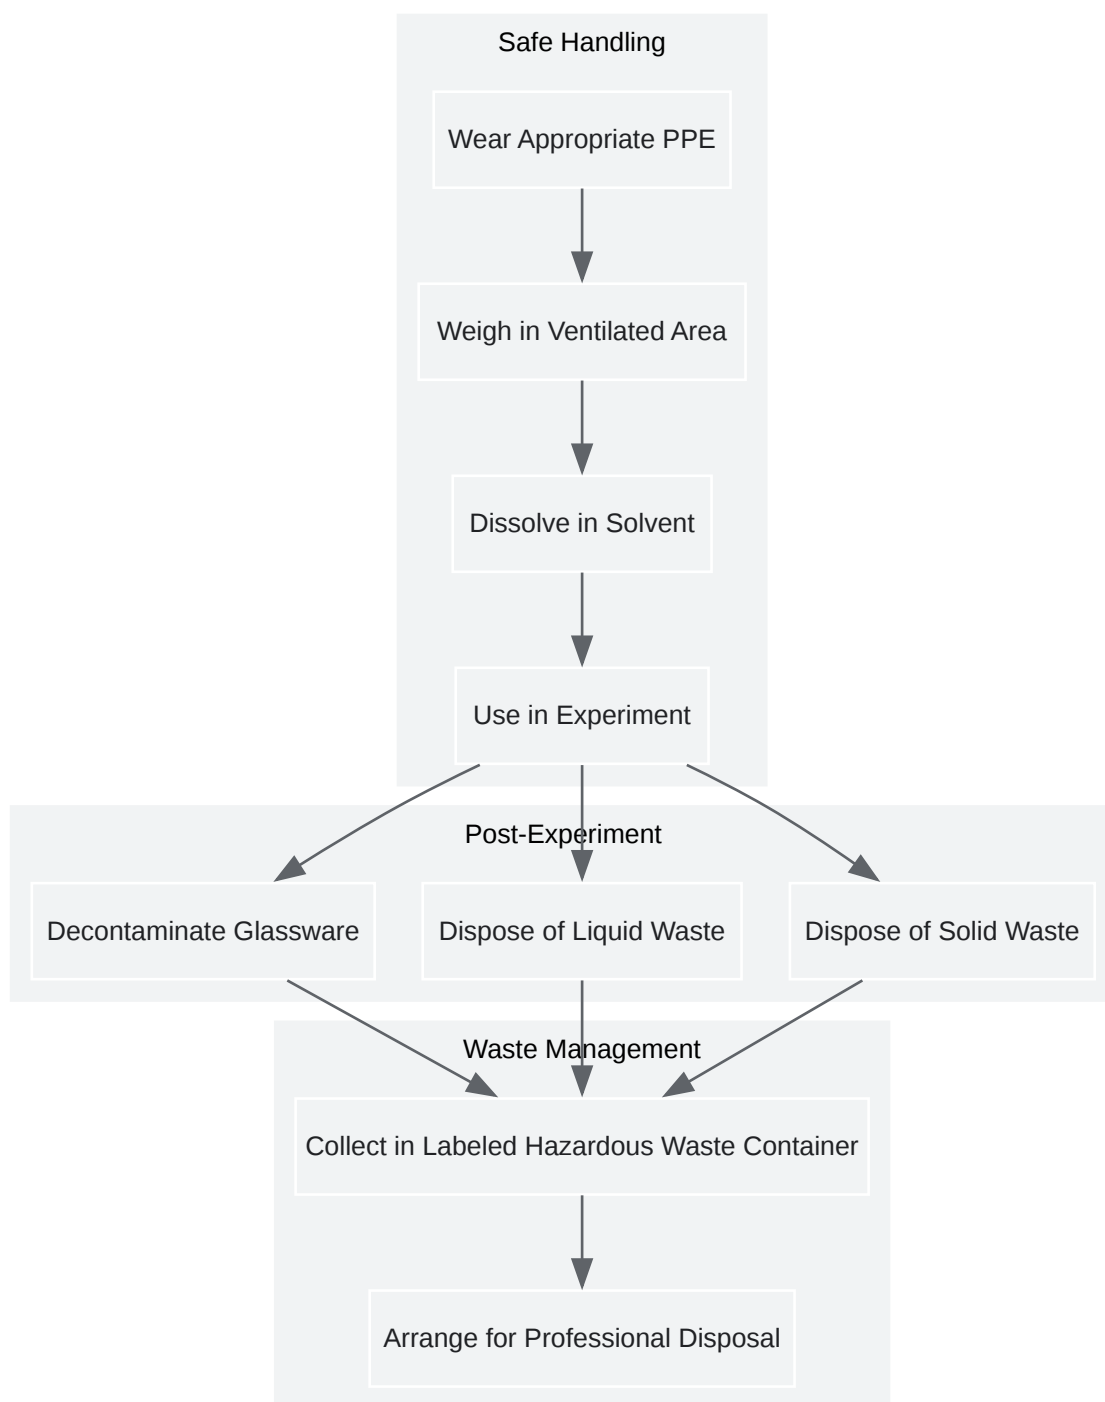 Safe Handling
Wear Appropriate PPE
Weigh in Ventilated Area
Dissolve in Solvent
Use in Experiment
Post-Experiment
Decontaminate Glassware
Dispose of Liquid Waste
Dispose of Solid Waste
Waste Management
Collect in Labeled Hazardous Waste Container
Arrange for Professional Disposal